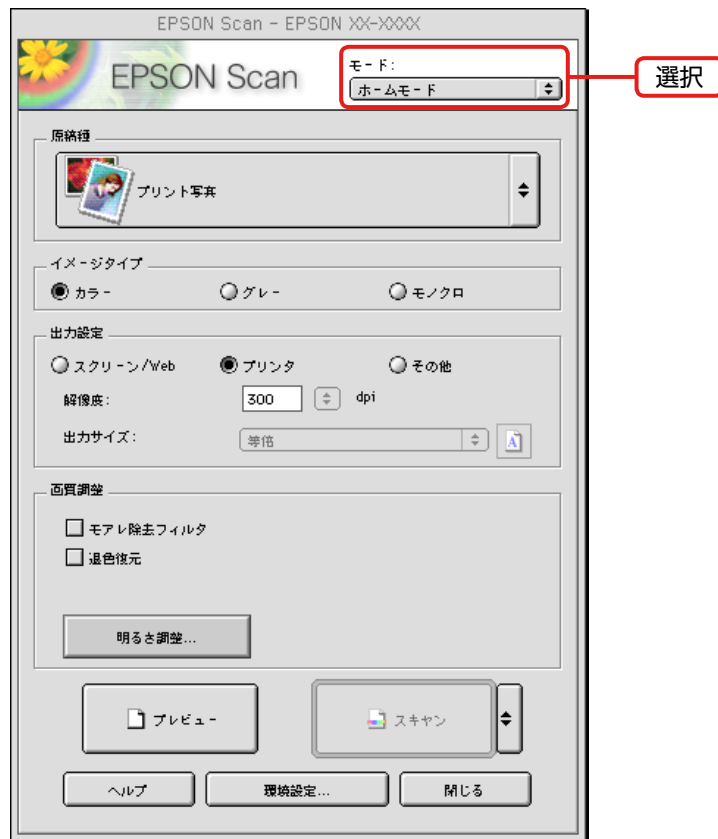 EPSON Scan - EPSON XX-XXXX
EPSON Scan
モード:
ホームモード
選択
原稿種
プリント写真
イメージタイプ
カラー グレー モノクロ
出力設定
スクリーン/Web プリンタ その他
解像度: 300 dpi
出力サイズ: 等倍 A
画質調整
モアレ除去フィルタ
退色復元
明るさ調整...
プレビュー スキャン
ヘルプ 環境設定... 閉じる